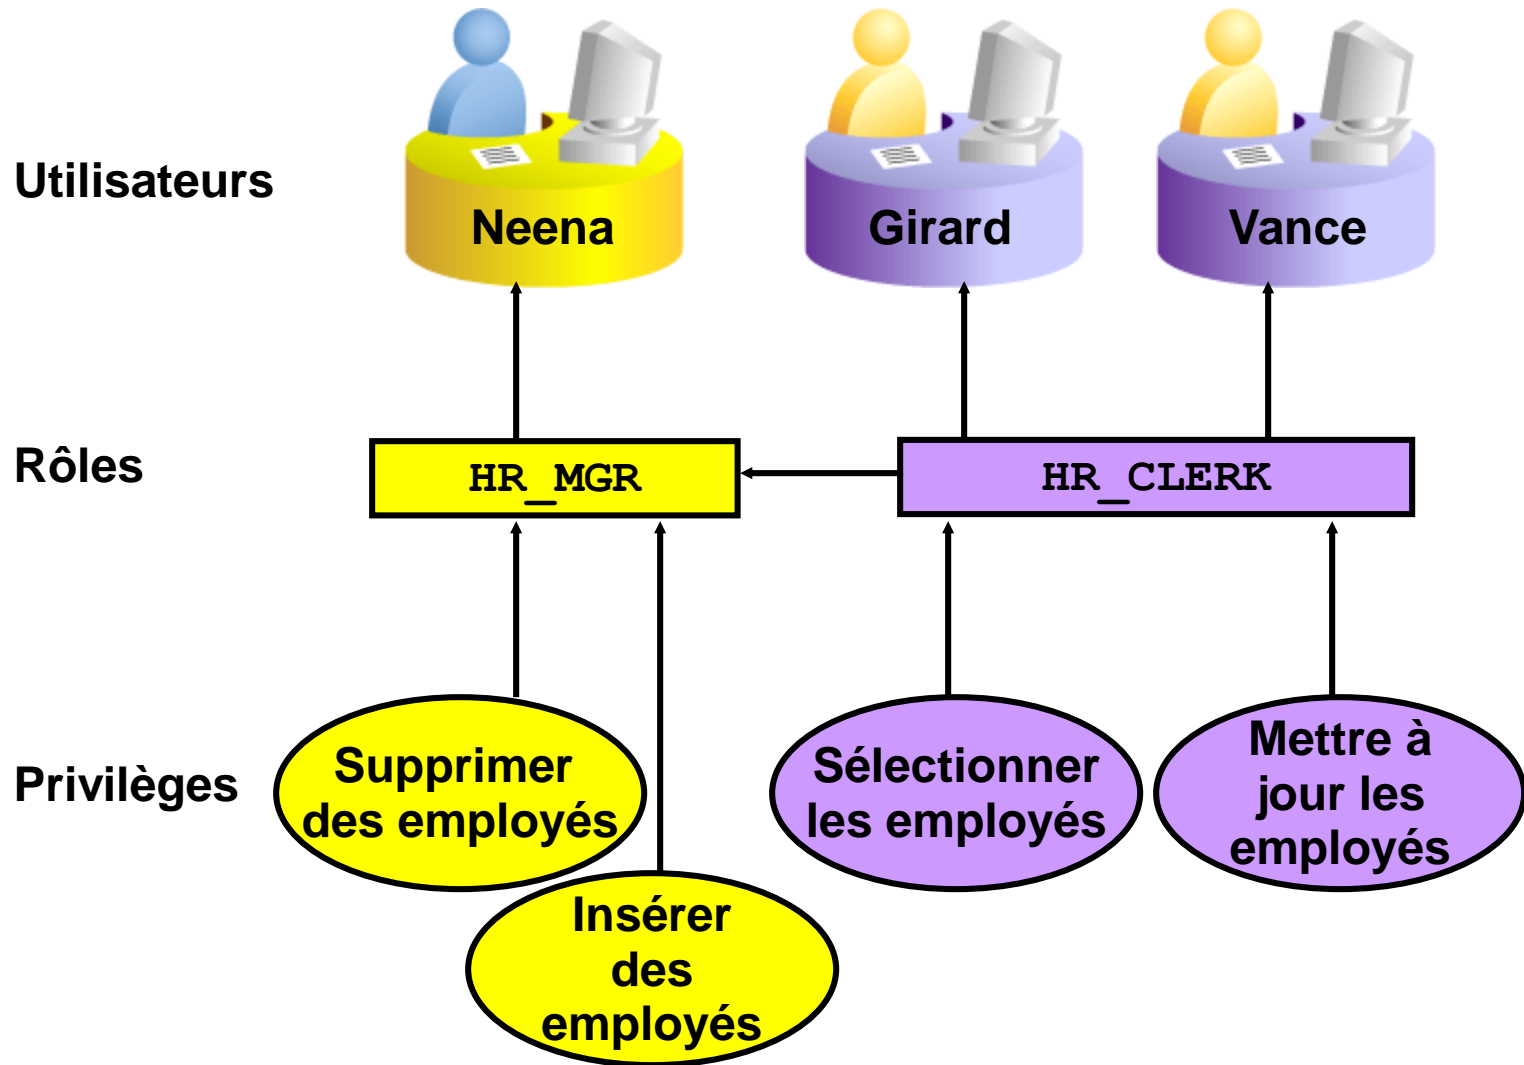 Utilisateurs
Neena
Girard
Vance
Rôles
HR_MGR
HR_CLERK
Privilèges
Supprimer
des employés
Insérer
des
employés
Sélectionner
les employés
Mettre à
jour les
employés